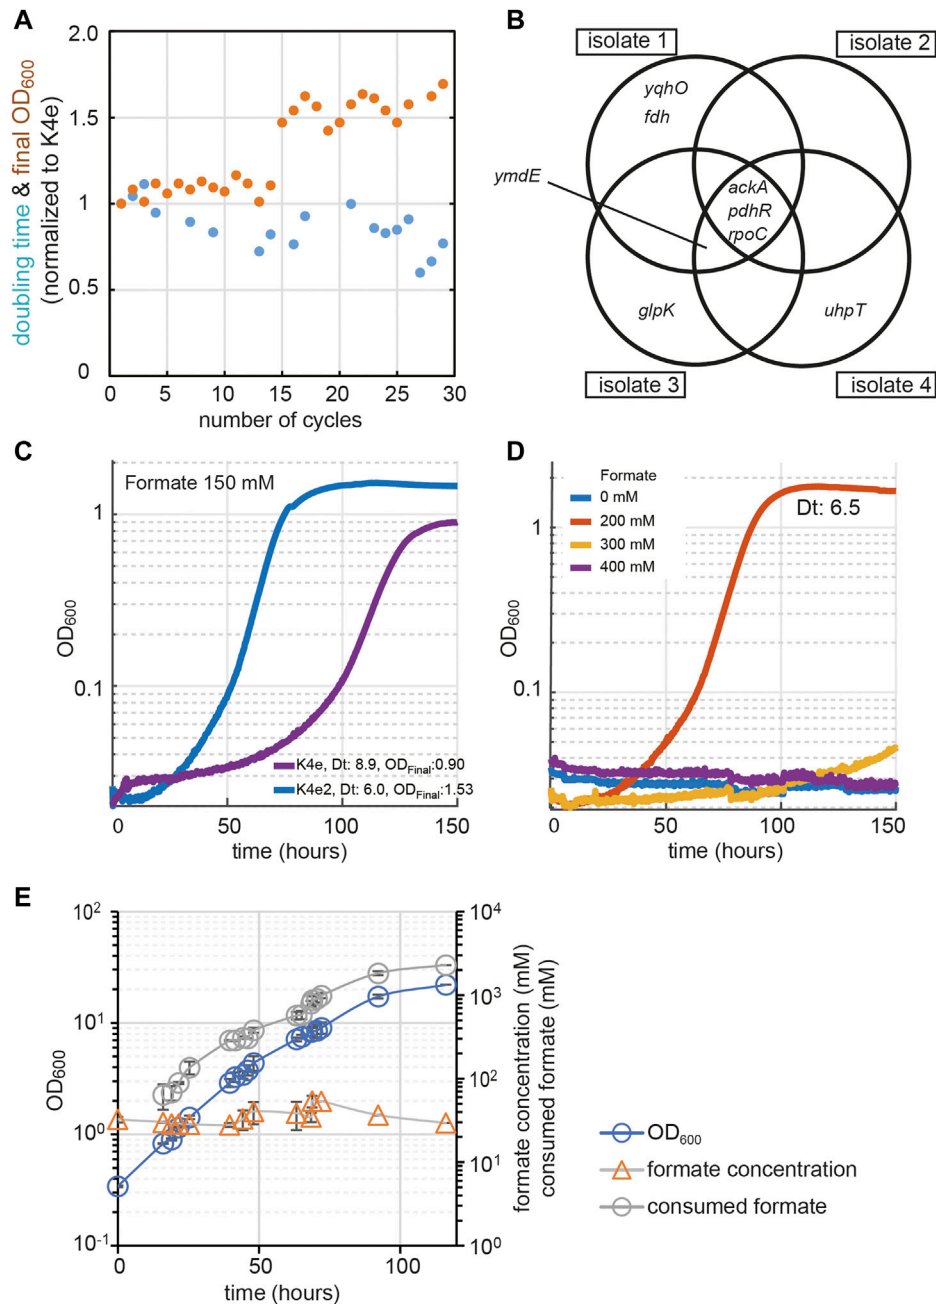 A
doubling time & final OD600
(normalized to K4e)
2.0
1.5
1
0.5
0
0
5
10
15
20
25
30
number of cycles
B
isolate 1
isolate 2
yqhO
fdh
ymdE
ackA
pdhR
rpoC
glpK
uhpT
isolate 3
isolate 4
C
Formate 150 mM
OD600
1
0.1
K4e, Dt: 8.9, ODFinal:0.90
K4e2, Dt: 6.0, ODFinal:1.53
0
50
100
150
time (hours)
D
Formate
0 mM
200 mM
300 mM
400 mM
Dt: 6.5
OD600
1
0.1
0
50
100
150
time (hours)
E
OD600
10²
10¹
10⁰
10⁻¹
0
50
100
time (hours)
10⁴
10³
10²
10¹
10⁰
formate concentration (mM)
consumed formate (mM)
OD600
formate concentration
consumed formate